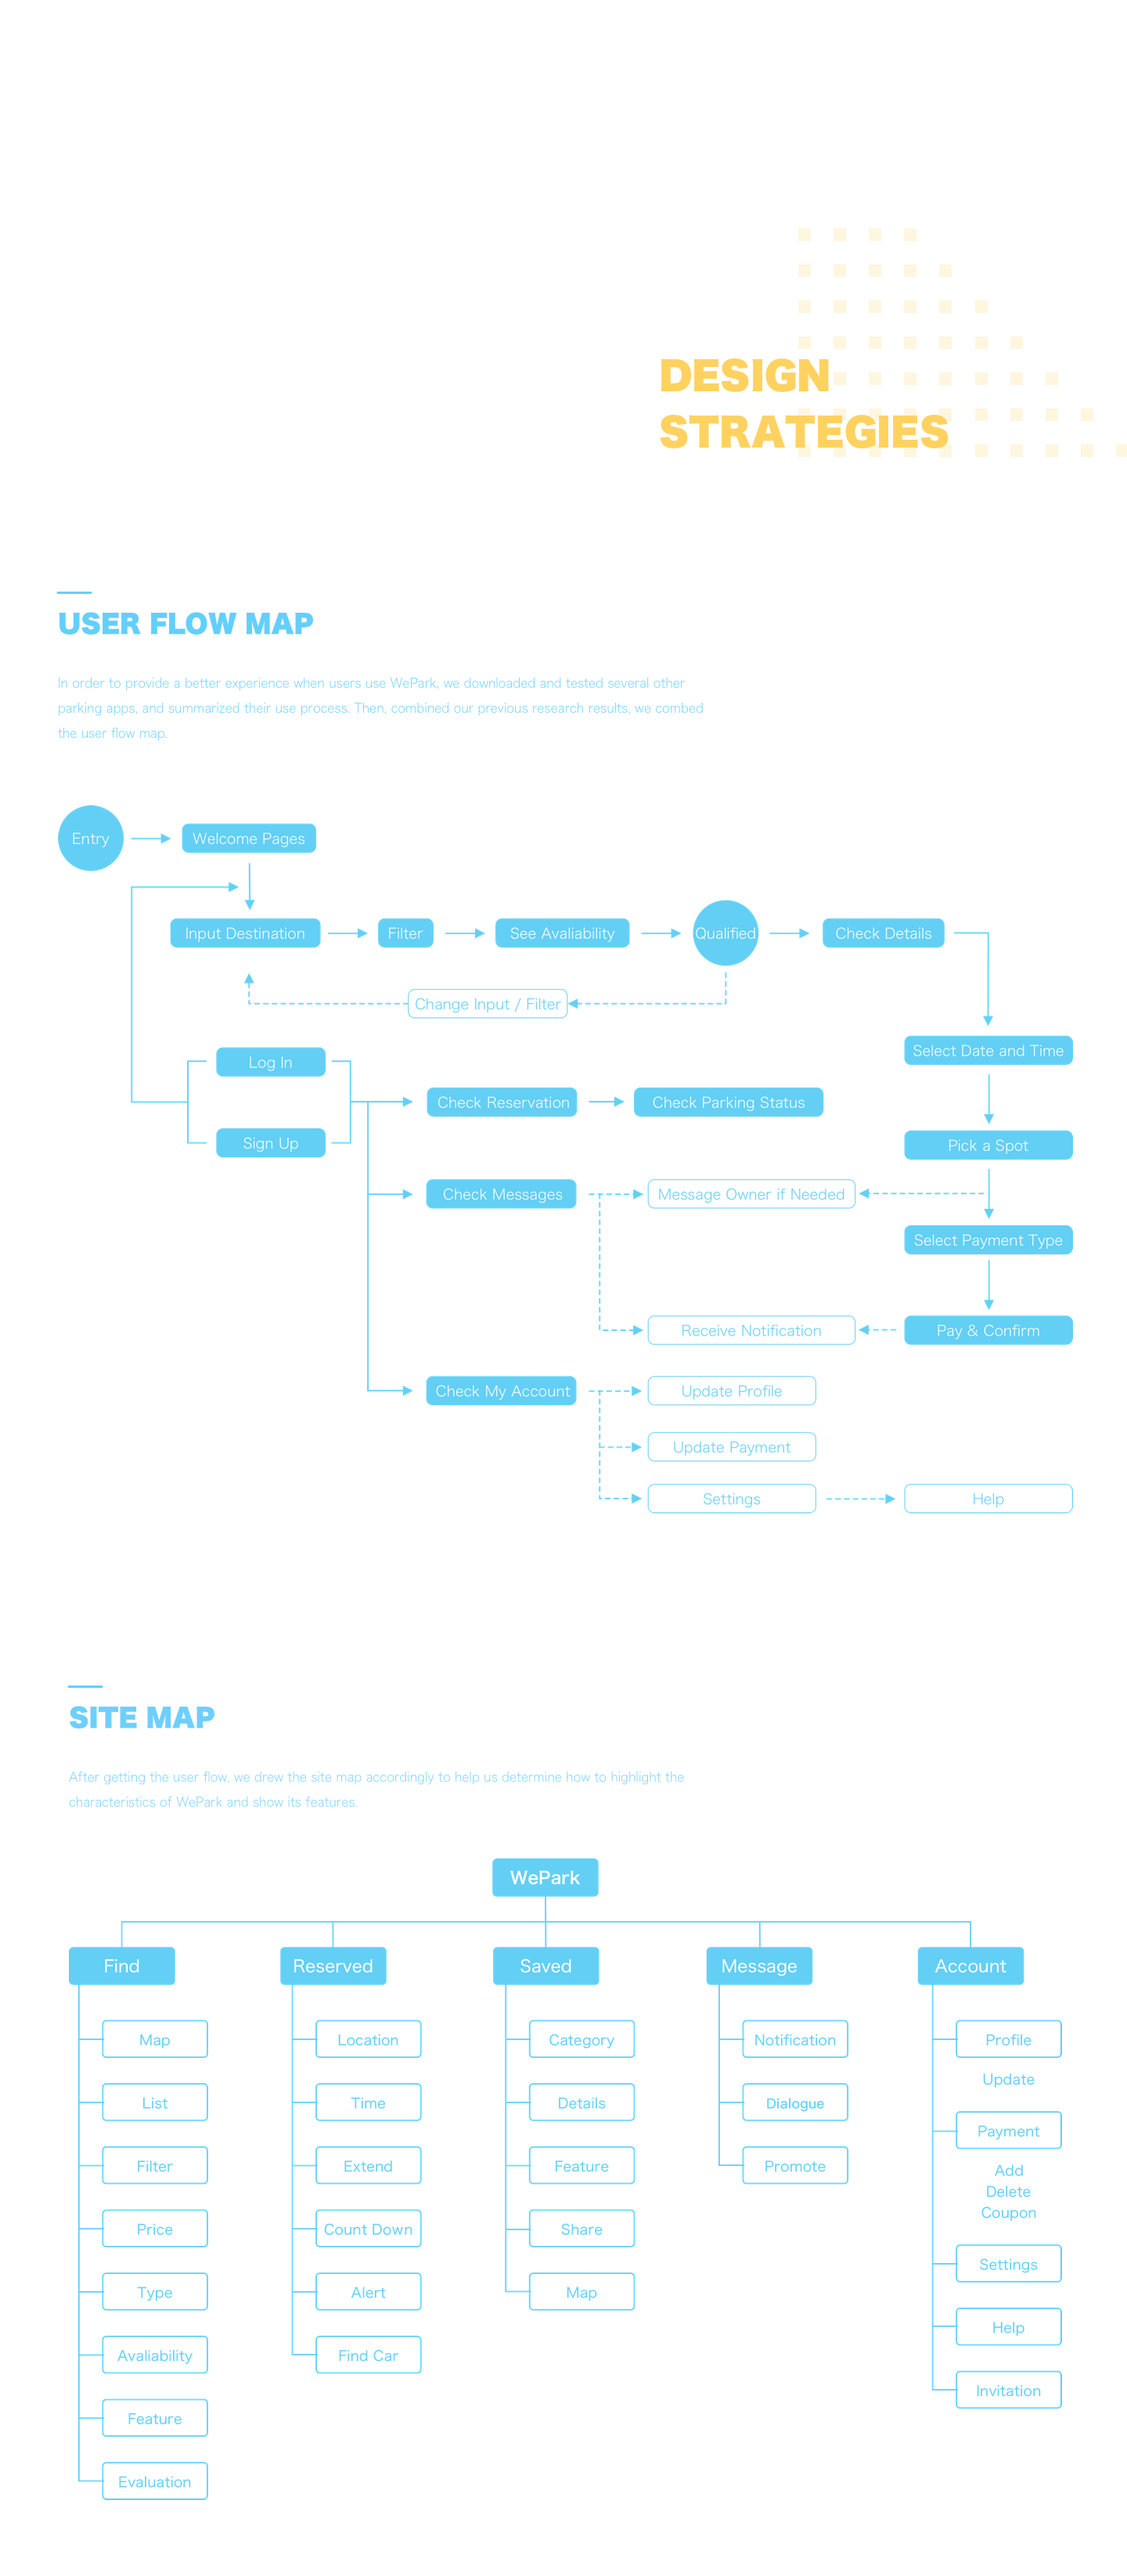 DESIGN
STRATEGIES
USER FLOW MAP
In order to provide a better experience when users use WePark, we downloaded and tested several other
parking apps, and summarized their use process. Then, combined our previous research results, we combed
the user flow map.
Entry
Welcome Pages
Input Destination
Filter
See Avaliability
Qualified
Check Details
Change Input / Filter
Select Date and Time
Log In
Check Reservation
Check Parking Status
Sign Up
Pick a Spot
Check Messages
Message Owner if Needed
Select Payment Type
Receive Notification
Pay & Confirm
Check My Account
Update Profile
Update Payment
Settings
Help
SITE MAP
After getting the user flow, we drew the site map accordingly to help us determine how to highlight the
characteristics of WePark and show its features.
WePark
Find
Reserved
Saved
Message
Account
Map
List
Filter
Price
Type
Avaliability
Feature
Evaluation
Location
Time
Extend
Count Down
Alert
Find Car
Category
Details
Feature
Share
Map
Notification
Dialogue
Promote
Profile
Update
Payment
Add
Delete
Coupon
Settings
Help
Invitation